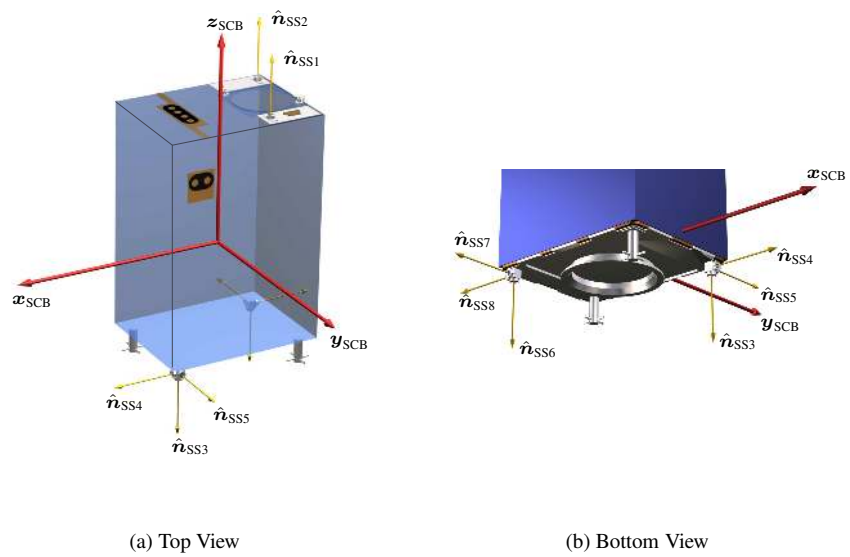 z_SCB
n̂_SS2
n̂_SS1
x_SCB
y_SCB
n̂_SS4
n̂_SS5
n̂_SS3
(a) Top View
x_SCB
n̂_SS7
n̂_SS4
n̂_SS8
n̂_SS5
y_SCB
n̂_SS6
n̂_SS3
(b) Bottom View